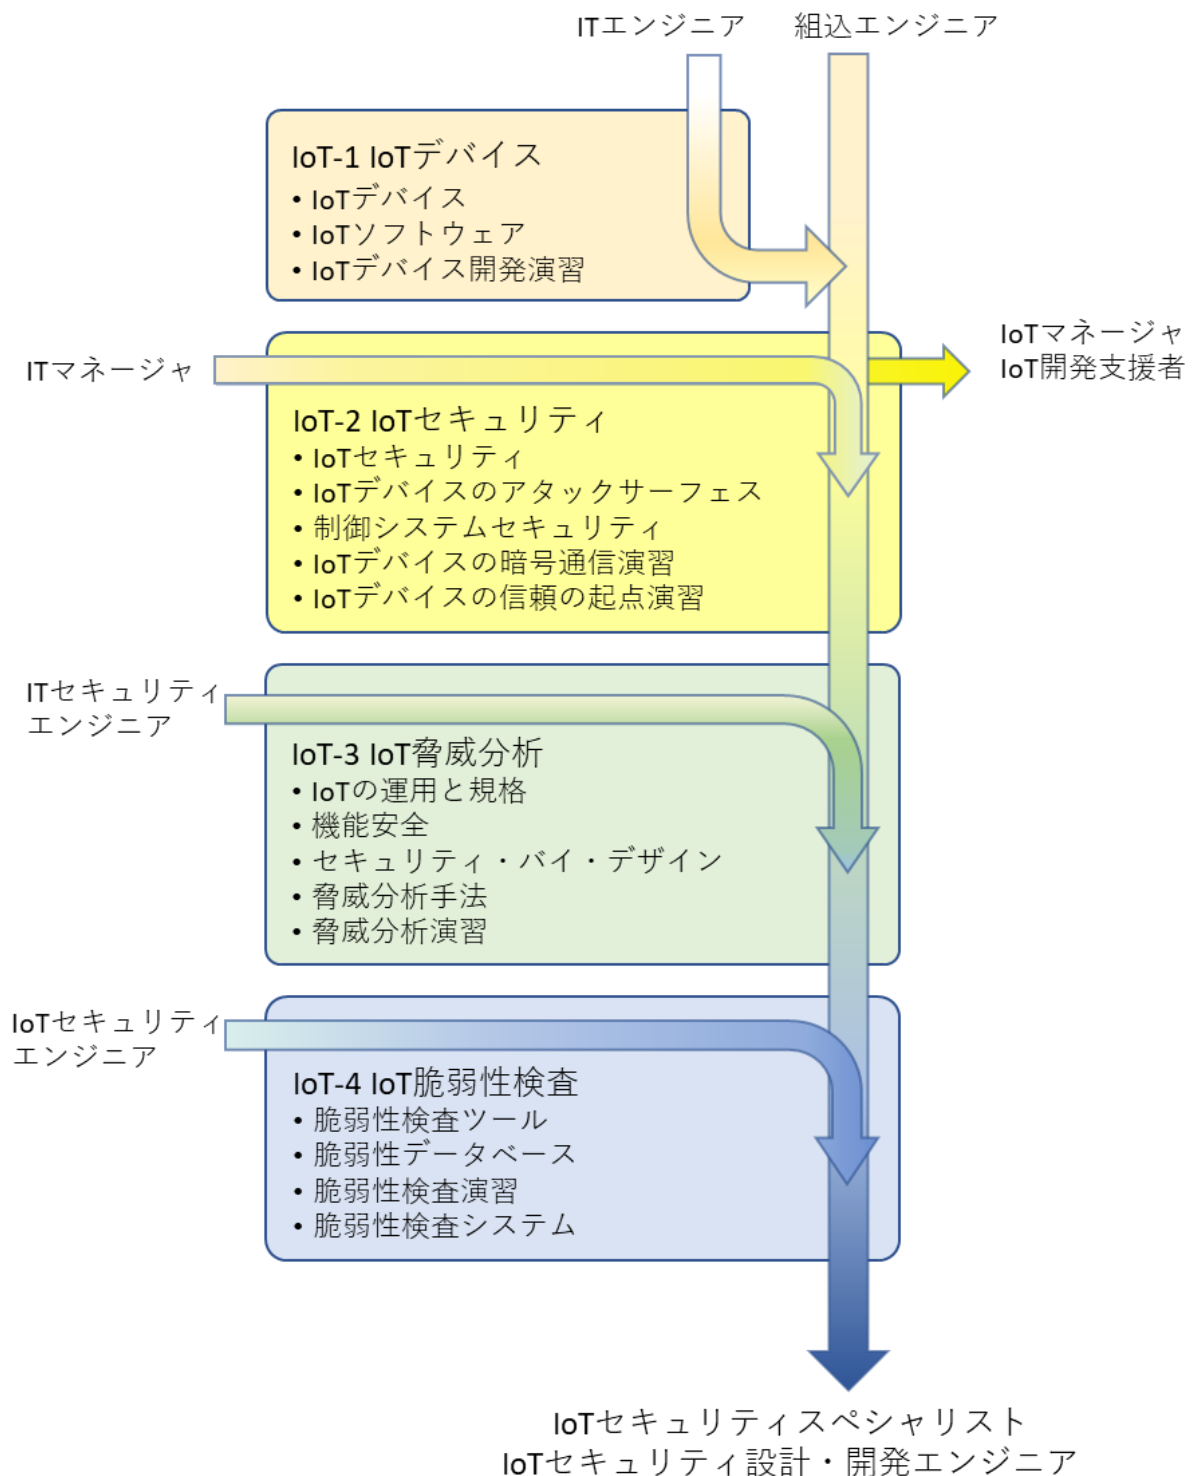 ITエンジニア
組込エンジニア
IoT-1 IoTデバイス
• IoTデバイス
• IoTソフトウェア
• IoTデバイス開発演習
ITマネージャ
IoTマネージャ
IoT開発支援者
IoT-2 IoTセキュリティ
• IoTセキュリティ
• IoTデバイスのアタックサーフェス
• 制御システムセキュリティ
• IoTデバイスの暗号通信演習
• IoTデバイスの信頼の起点演習
ITセキュリティ
エンジニア
IoT-3 IoT脅威分析
• IoTの運用と規格
• 機能安全
• セキュリティ・バイ・デザイン
• 脅威分析手法
• 脅威分析演習
IoTセキュリティ
エンジニア
IoT-4 IoT脆弱性検査
• 脆弱性検査ツール
• 脆弱性データベース
• 脆弱性検査演習
• 脆弱性検査システム
IoTセキュリティスペシャリスト
IoTセキュリティ設計・開発エンジニア